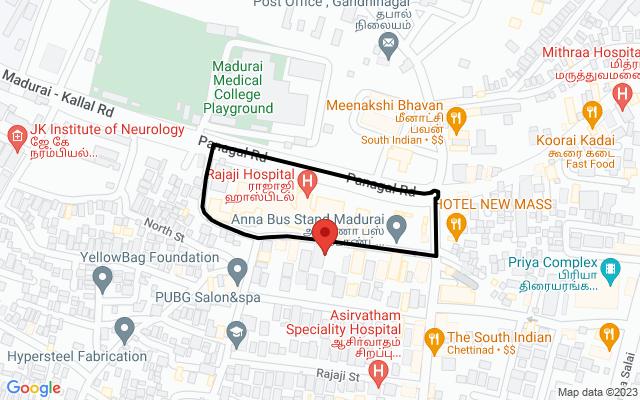 Post Office , Gandhinagar
தபால்
நிலையம்
Madurai
Medical
College
Playground
Mithraa Hospita
மித்ர
மருத்துவமனை
Madurai - Kallal Rd
Meenakshi Bhavan
மீனாட்சி
பவன்
South Indian • $$
JK Institute of Neurology
ஜே.கே
நரம்பியல்...
Koorai Kadai
கூரை கடை
Fast Food
Panagal Rd
Rajaji Hospital
ராஜாஜி
ஹாஸ்பிடல்
Panagal Rd
HOTEL NEW MASS
Anna Bus Stand Madurai
North St
YellowBag Foundation
Priya Complex
பிரியா
திரையரங்க...
PUBG Salon&spa
Asirvatham
Speciality Hospital
ஆசிர்வாதம்
சிறப்பு...
The South Indian
Chettinad • $$
Hypersteel Fabrication
Rajaji St
a Salai
Google
Map data ©2023